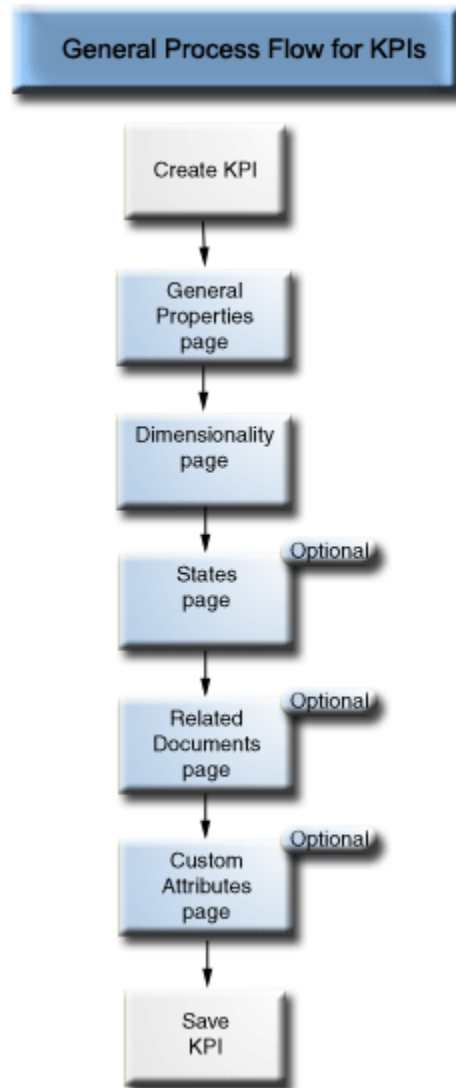 General Process Flow for KPIs
Create KPI
General
Properties
page
Dimensionality
page
Optional
States
page
Optional
Related
Documents
page
Optional
Custom
Attributes
page
Save
KPI